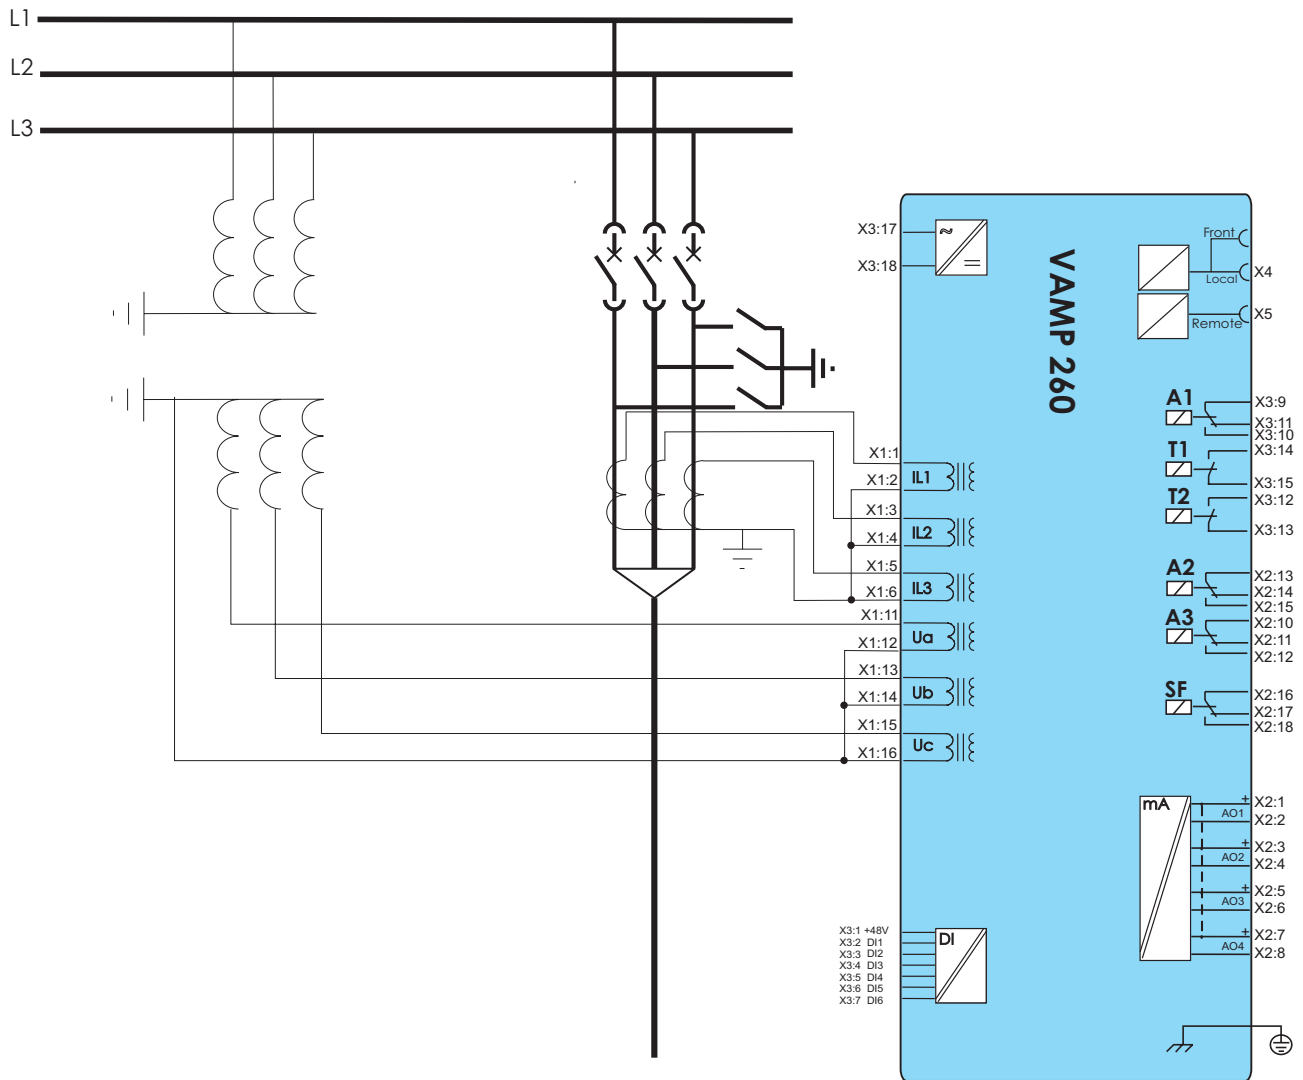 L1
L2
L3
X3:17
X3:18
VAMP 260
Front
Local
X4
Remote
X5
A1
X3:9
X3:11
X3:10
T1
X3:14
X3:15
T2
X3:12
X3:13
A2
X2:13
X2:14
X2:15
A3
X2:10
X2:11
X2:12
SF
X2:16
X2:17
X2:18
X1:1
X1:2
IL1
X1:3
X1:4
IL2
X1:5
X1:6
IL3
X1:11
X1:12
Ua
X1:13
X1:14
Ub
X1:15
X1:16
Uc
mA
+
X2:1
AO1
X2:2
+
X2:3
AO2
X2:4
+
X2:5
AO3
X2:6
+
X2:7
AO4
X2:8
X3:1 +48V
X3:2 DI1
X3:3 DI2
X3:4 DI3
X3:5 DI4
X3:6 DI5
X3:7 DI6
DI